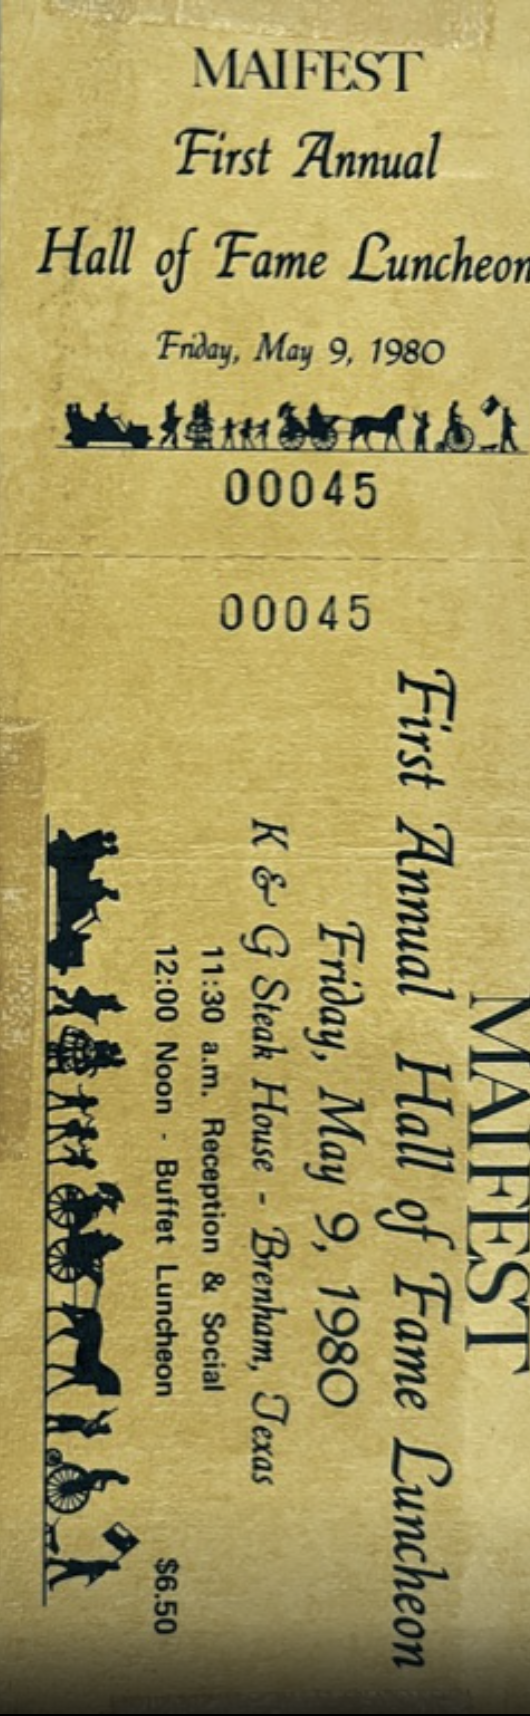 MAIFEST
First Annual
Hall of Fame Luncheon
Friday, May 9, 1980
00045
00045
MAIFEST
First Annual Hall of Fame Luncheon
Friday, May 9, 1980
K & G Steak House - Brenham, Texas
11:30 a.m. Reception & Social
12:00 Noon - Buffet Luncheon
$6.50